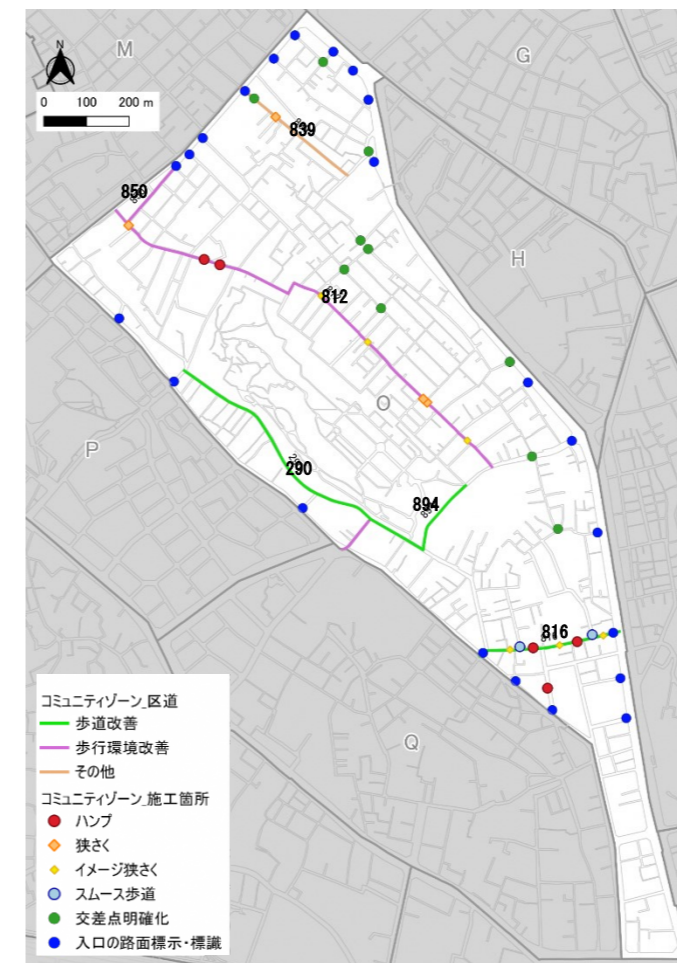 M
G
N
0 100 200 m
839
850
H
812
O
P
290
894
816
Q
コミュニティゾーン_区道
歩道改善
歩行環境改善
その他
コミュニティゾーン_施工箇所
ハンプ
狭さく
イメージ狭さく
スムース歩道
交差点明確化
入口の路面標示・標識